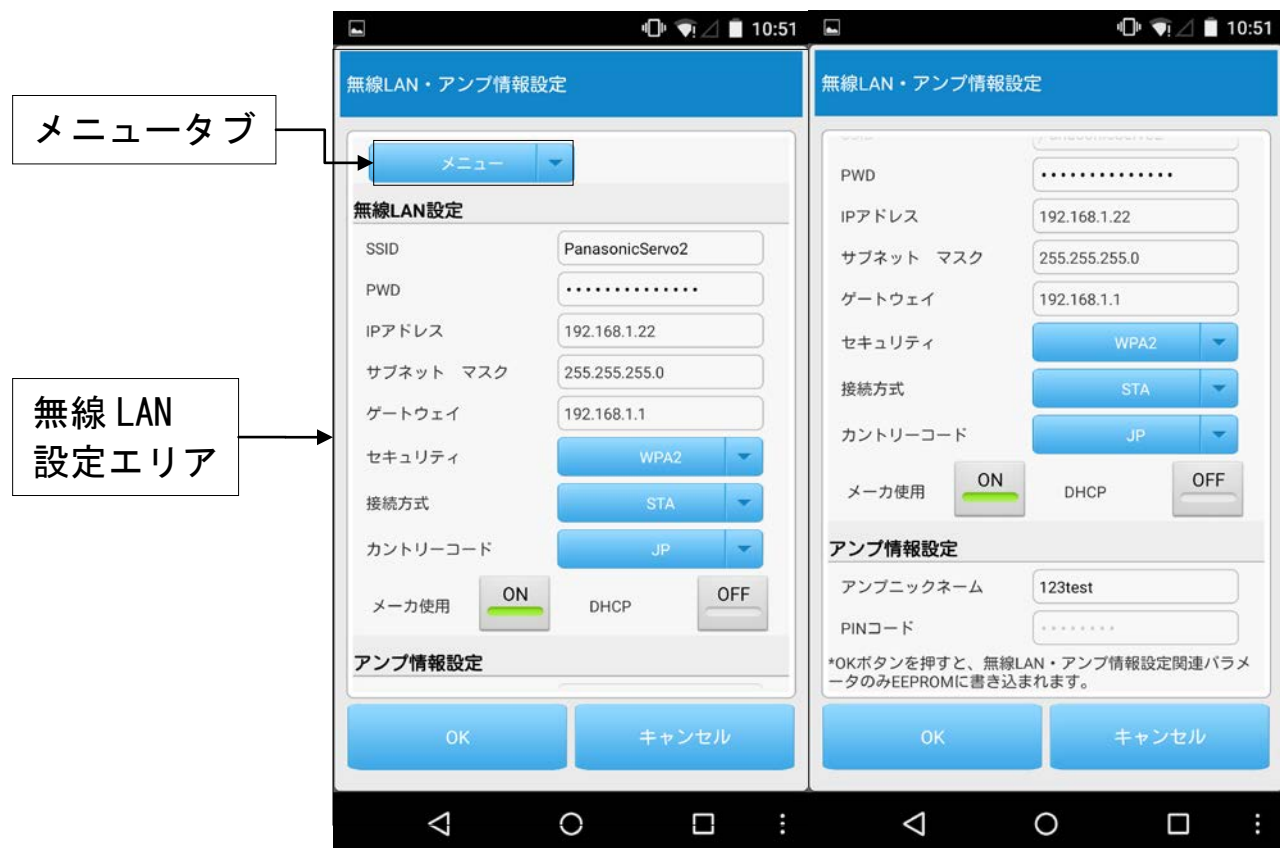 メニュータブ
無線LAN
設定エリア
10:51
無線LAN・アンプ情報設定
メニュー
無線LAN設定
SSID PanasonicServo2
PWD ••••••••••••••
IPアドレス 192.168.1.22
サブネット マスク 255.255.255.0
ゲートウェイ 192.168.1.1
セキュリティ WPA2
接続方式 STA
カントリーコード JP
メーカ使用 ON DHCP OFF
アンプ情報設定
OK キャンセル
10:51
無線LAN・アンプ情報設定
PWD ••••••••••••••
IPアドレス 192.168.1.22
サブネット マスク 255.255.255.0
ゲートウェイ 192.168.1.1
セキュリティ WPA2
接続方式 STA
カントリーコード JP
メーカ使用 ON DHCP OFF
アンプ情報設定
アンプニックネーム 123test
PINコード ••••••••
*OKボタンを押すと、無線LAN・アンプ情報設定関連パラメ
ータのみEEPROMに書き込まれます。
OK キャンセル